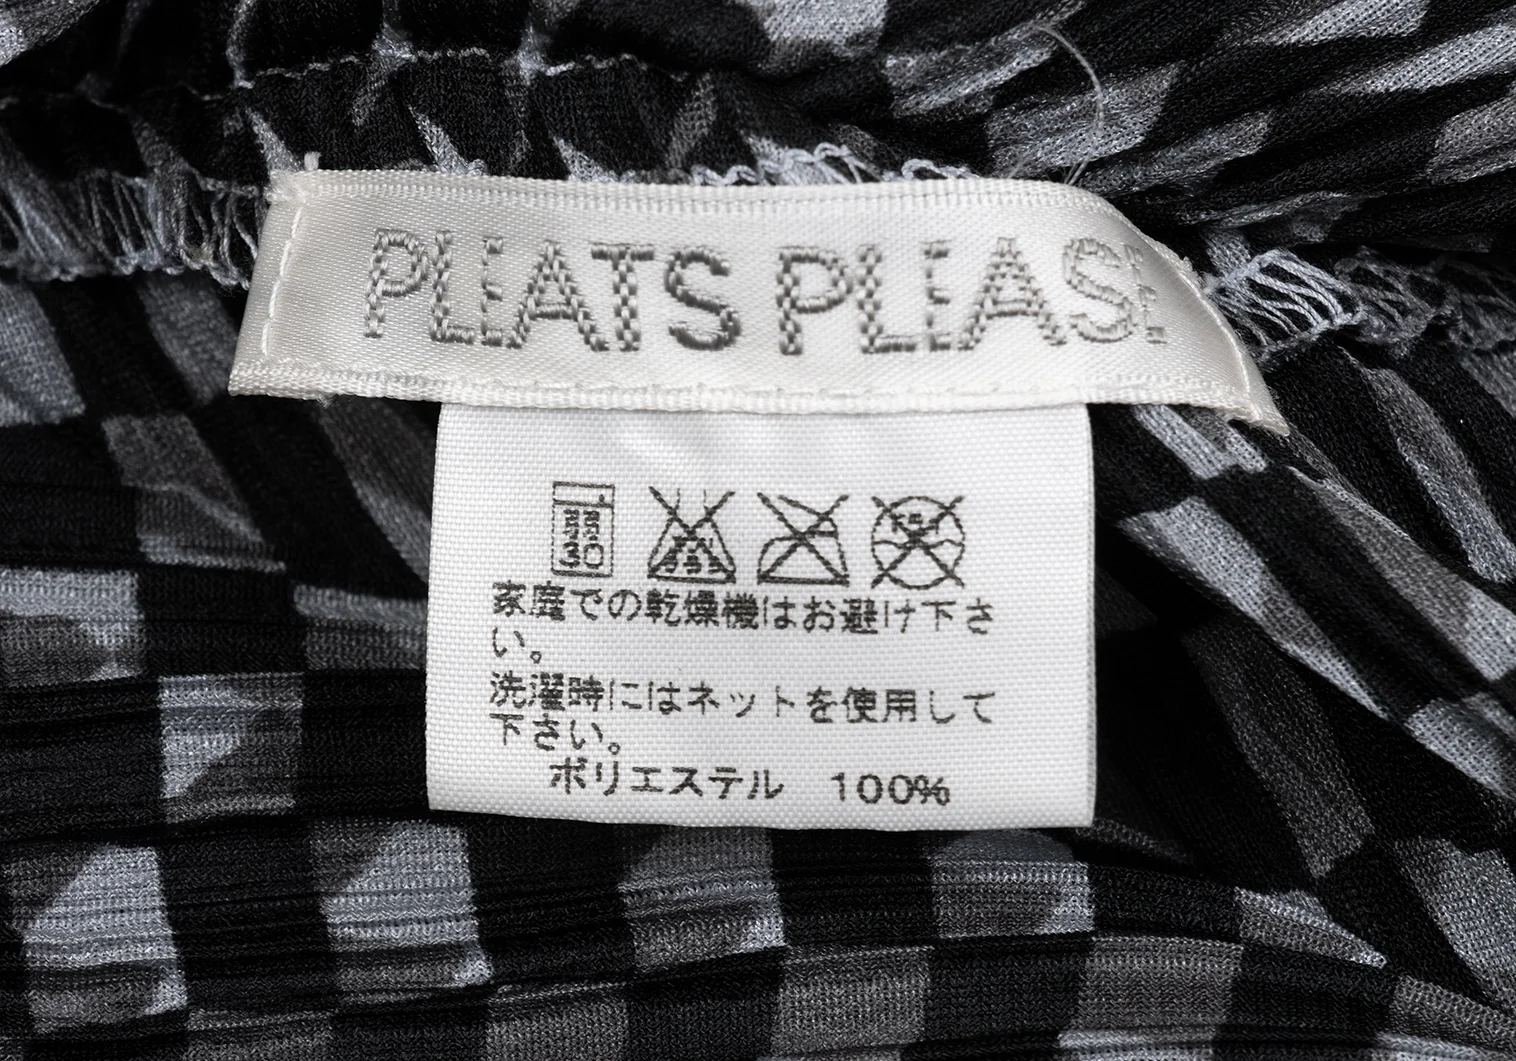 PLEATS PLEASE
家庭での乾燥機はお避け下さ
い。
洗濯時にはネットを使用して
下さい。
ポリエステル 100%